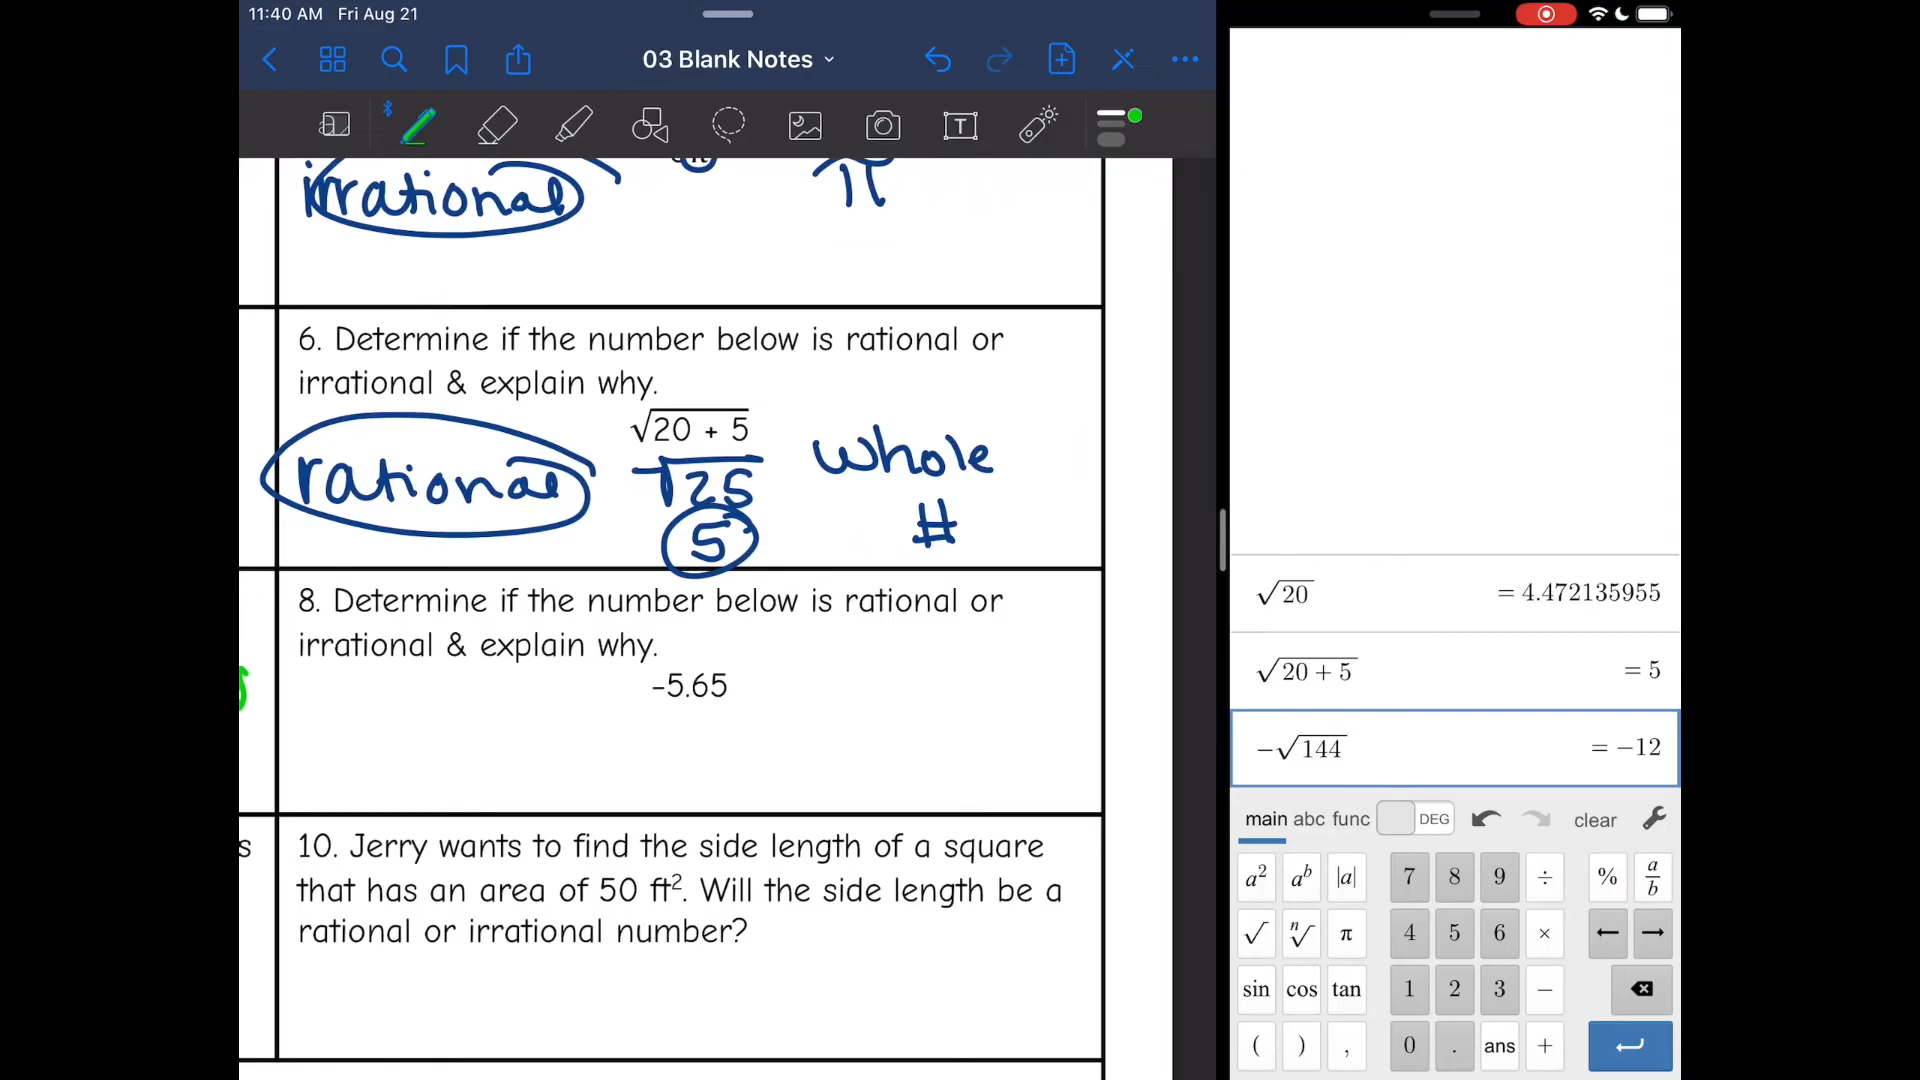 11:40 AM Fri Aug 21
03 Blank Notes
T
irrational
π
6. Determine if the number below is rational or
irrational & explain why.
√20 + 5
rational
√25
5
whole
#
8. Determine if the number below is rational or
irrational & explain why.
-5.65
s
10. Jerry wants to find the side length of a square
that has an area of 50 ft². Will the side length be a
rational or irrational number?
√20 = 4.472135955
√20 + 5 = 5
−√144 = −12
main abc func DEG clear
a² aᵇ |a| 7 8 9 ÷ % a/b
√ ⁿ√ π 4 5 6 × ← →
sin cos tan 1 2 3 −
( ) , 0 . ans +